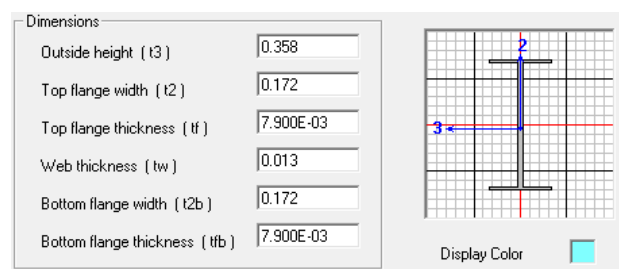 Dimensions
Outside height ( t3 ) 0.358
Top flange width ( t2 ) 0.172
Top flange thickness ( tf ) 7.900E-03
Web thickness ( tw ) 0.013
Bottom flange width ( t2b ) 0.172
Bottom flange thickness ( tfb ) 7.900E-03
2
3
Display Color